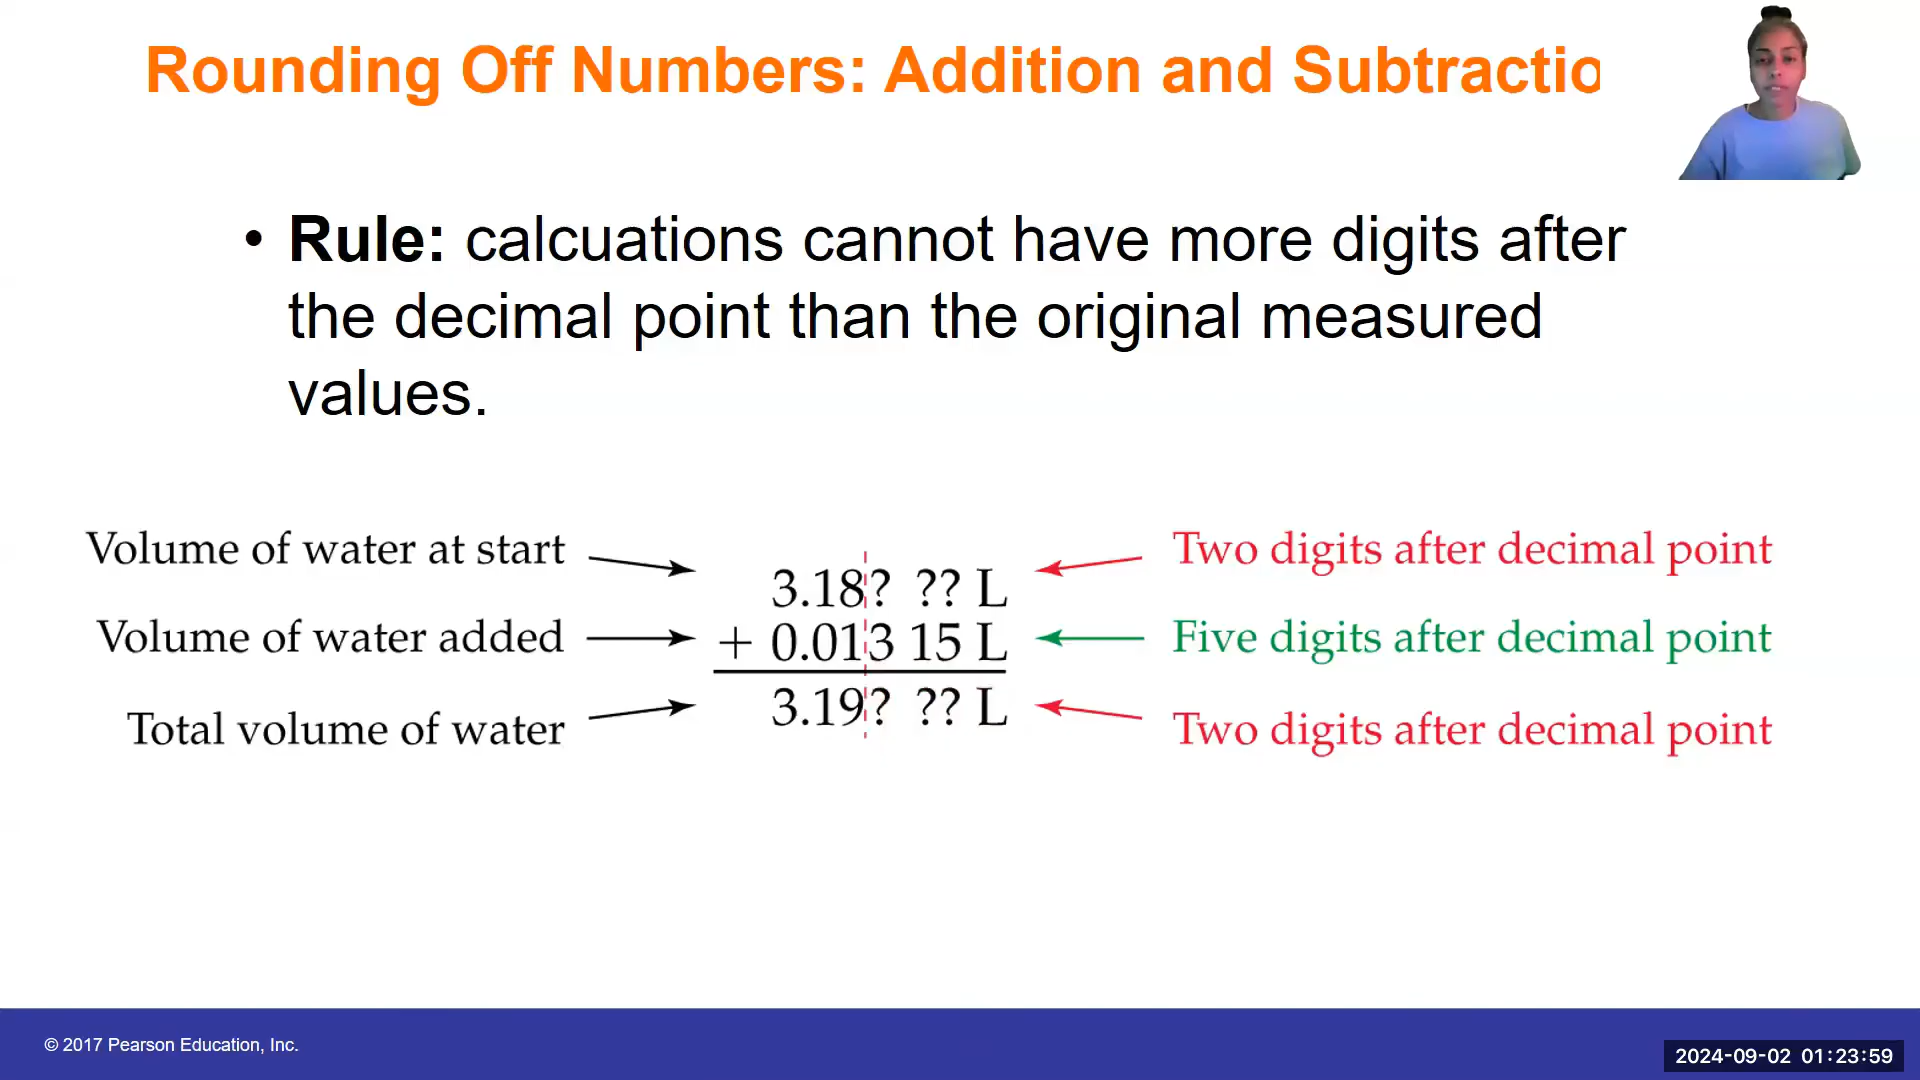 Rounding Off Numbers: Addition and Subtractio
• Rule: calcuations cannot have more digits after
the decimal point than the original measured
values.
Volume of water at start 3.18? ?? L Two digits after decimal point
Volume of water added + 0.013 15 L Five digits after decimal point
Total volume of water 3.19? ?? L Two digits after decimal point
© 2017 Pearson Education, Inc.
2024-09-02 01:23:59